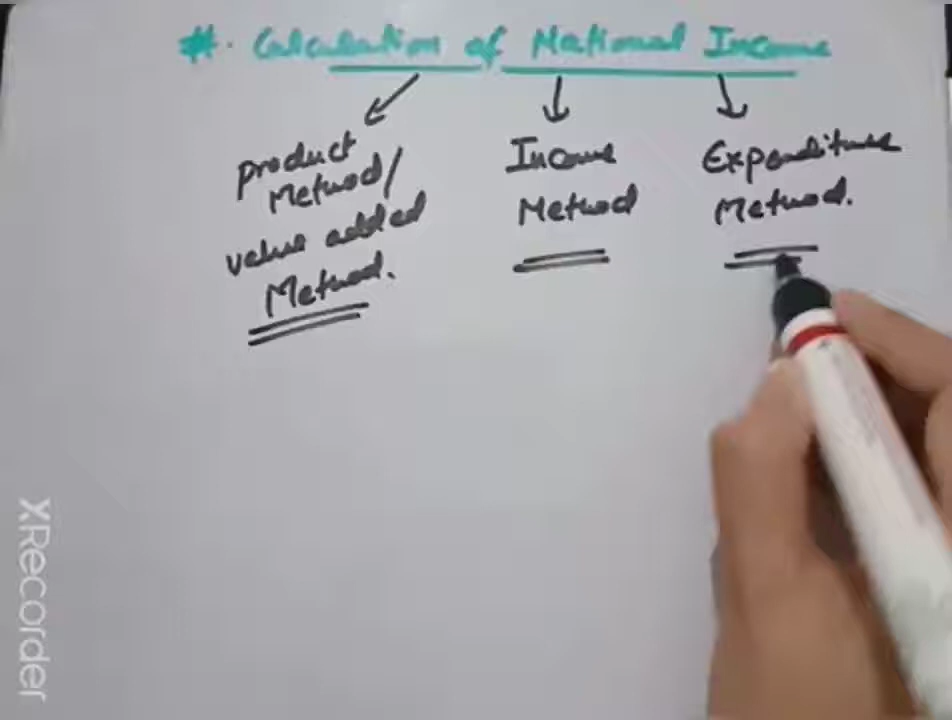 #. Calculation of National Income
product
Method/
value added
Method.
Income
Method
Expenditure
Method.
XRecorder